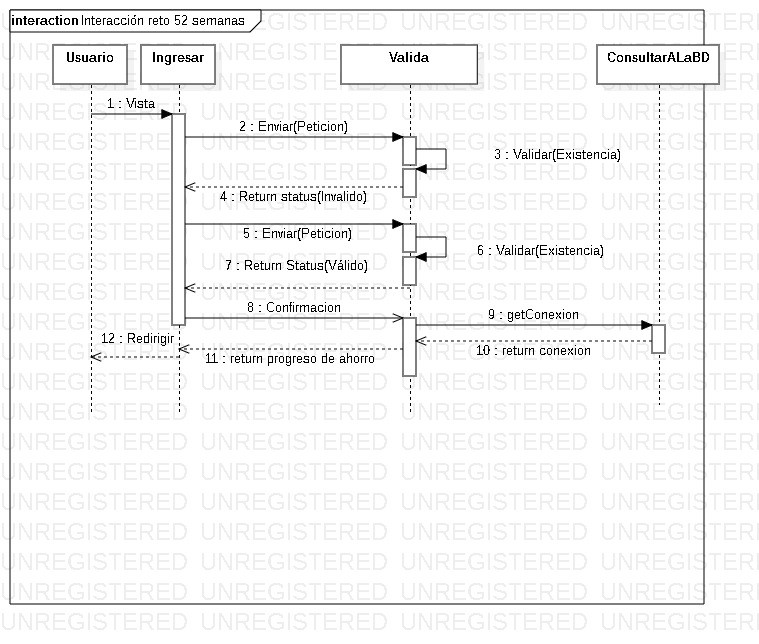 interaction Interacción reto 52 semanas
Usuario
Ingresar
Valida
ConsultarALaBD
1 : Vista
2 : Enviar(Peticion)
3 : Validar(Existencia)
4 : Return status(Invalido)
5 : Enviar(Peticion)
6 : Validar(Existencia)
7 : Return Status(Válido)
8 : Confirmacion
9 : getConexion
10 : return conexion
11 : return progreso de ahorro
12 : Redirigir
UNREGISTERED